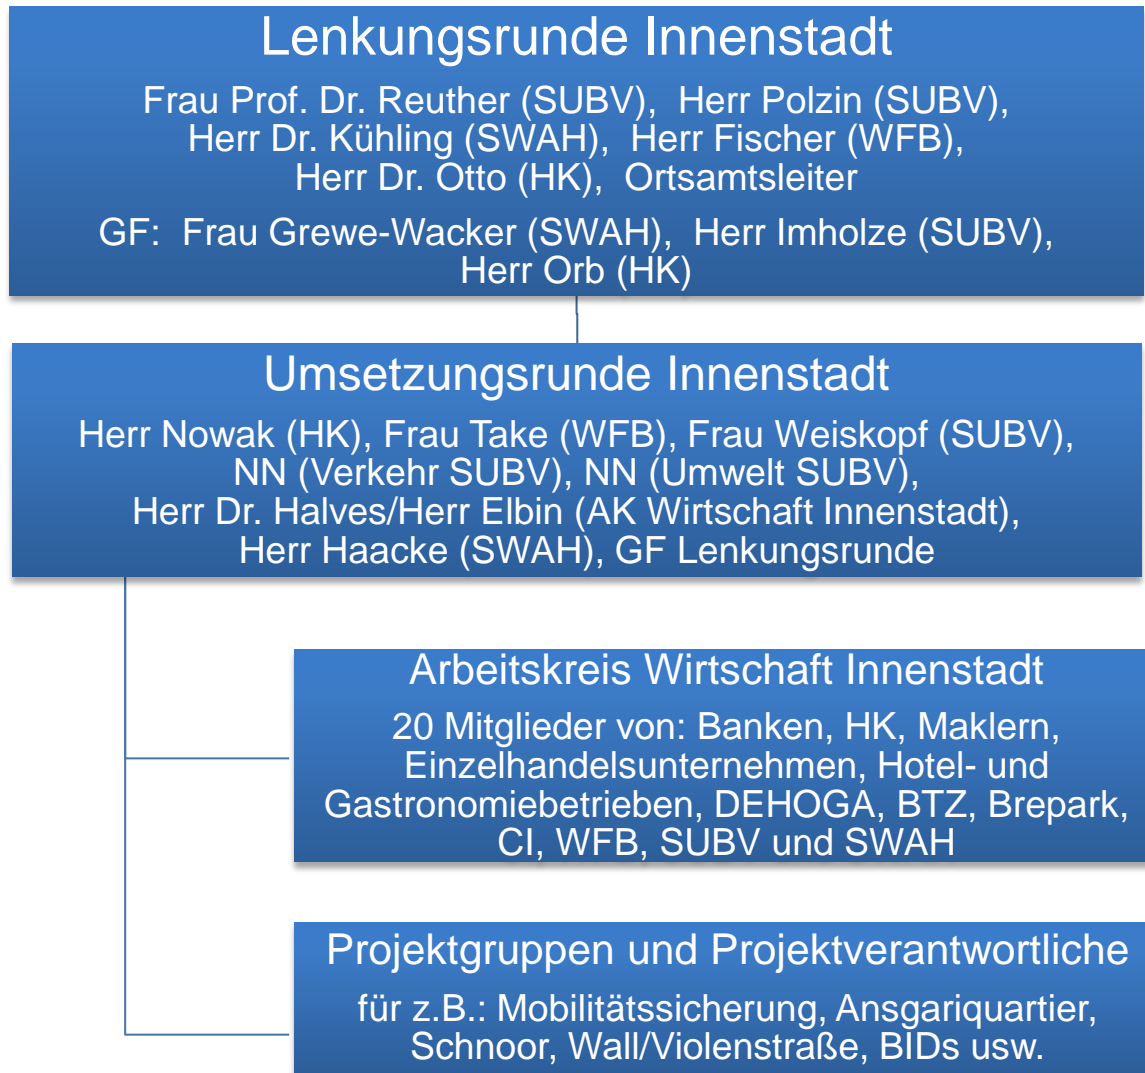 Lenkungsrunde Innenstadt
Frau Prof. Dr. Reuther (SUBV), Herr Polzin (SUBV),
Herr Dr. Kühling (SWAH), Herr Fischer (WFB),
Herr Dr. Otto (HK), Ortsamtsleiter
GF: Frau Grewe-Wacker (SWAH), Herr Imholze (SUBV),
Herr Orb (HK)
Umsetzungsrunde Innenstadt
Herr Nowak (HK), Frau Take (WFB), Frau Weiskopf (SUBV),
NN (Verkehr SUBV), NN (Umwelt SUBV),
Herr Dr. Halves/Herr Elbin (AK Wirtschaft Innenstadt),
Herr Haacke (SWAH), GF Lenkungsrunde
Arbeitskreis Wirtschaft Innenstadt
20 Mitglieder von: Banken, HK, Maklern,
Einzelhandelsunternehmen, Hotel- und
Gastronomiebetrieben, DEHOGA, BTZ, Brepark,
CI, WFB, SUBV und SWAH
Projektgruppen und Projektverantwortliche
für z.B.: Mobilitätssicherung, Ansgariquartier,
Schnoor, Wall/Violenstraße, BIDs usw.